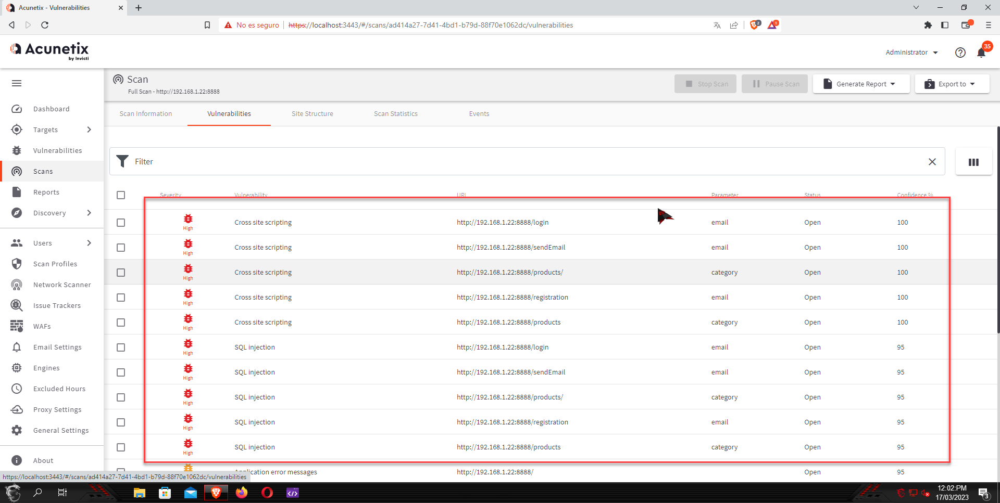 Acunetix - Vulnerabilities
No es seguro https://localhost:3443/#/scans/ad414a27-7d41-4bd1-b79d-88f70e1062dc/vulnerabilities 2 1
Acunetix
by Invicti
Administrator 35
Scan
Full Scan - http://192.168.1.22:8888
Stop Scan Pause Scan Generate Report Export to
Scan Information Vulnerabilities Site Structure Scan Statistics Events
Dashboard
Targets
Vulnerabilities
Scans
Reports
Discovery
Users
Scan Profiles
Network Scanner
Issue Trackers
WAFs
Email Settings
Engines
Excluded Hours
Proxy Settings
General Settings
About
Filter
Severity Vulnerability URL Parameter Status Confidence %
High Cross site scripting http://192.168.1.22:8888/login email Open 100
High Cross site scripting http://192.168.1.22:8888/sendEmail email Open 100
High Cross site scripting http://192.168.1.22:8888/products/ category Open 100
High Cross site scripting http://192.168.1.22:8888/registration email Open 100
High Cross site scripting http://192.168.1.22:8888/products category Open 100
High SQL injection http://192.168.1.22:8888/login email Open 95
High SQL injection http://192.168.1.22:8888/sendEmail email Open 95
High SQL injection http://192.168.1.22:8888/products/ category Open 95
High SQL injection http://192.168.1.22:8888/registration email Open 95
High SQL injection http://192.168.1.22:8888/products category Open 95
Application error messages http://192.168.1.22:8888/ Open 95
https://localhost:3443/#/scans/ad414a27-7d41-4bd1-b79d-88f70e1062dc/vulnerabilities
12:02:PM
17/03/2023
3